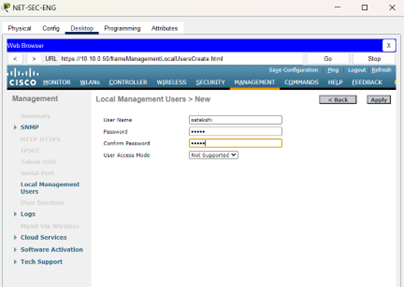 NET-SEC-ENG
Physical Config Desktop Programming Attributes
Web Browser X
< > URL https://10.10.0.50/frameManagementLocalUsersCreate.html Go Stop
Save Configuration Ping Logout Refresh
CISCO MONITOR WLANs CONTROLLER WIRELESS SECURITY MANAGEMENT COMMANDS HELP FEEDBACK
Management
Local Management Users > New
< Back Apply
Summary
SNMP
HTTP-HTTPS
IPSEC
Telnet-SSH
Serial Port
Local Management
Users
User Sessions
Logs
Mgmt Via Wireless
Cloud Services
Software Activation
Tech Support
User Name satakshi
Password •••••
Confirm Password •••••
User Access Mode Not Supported